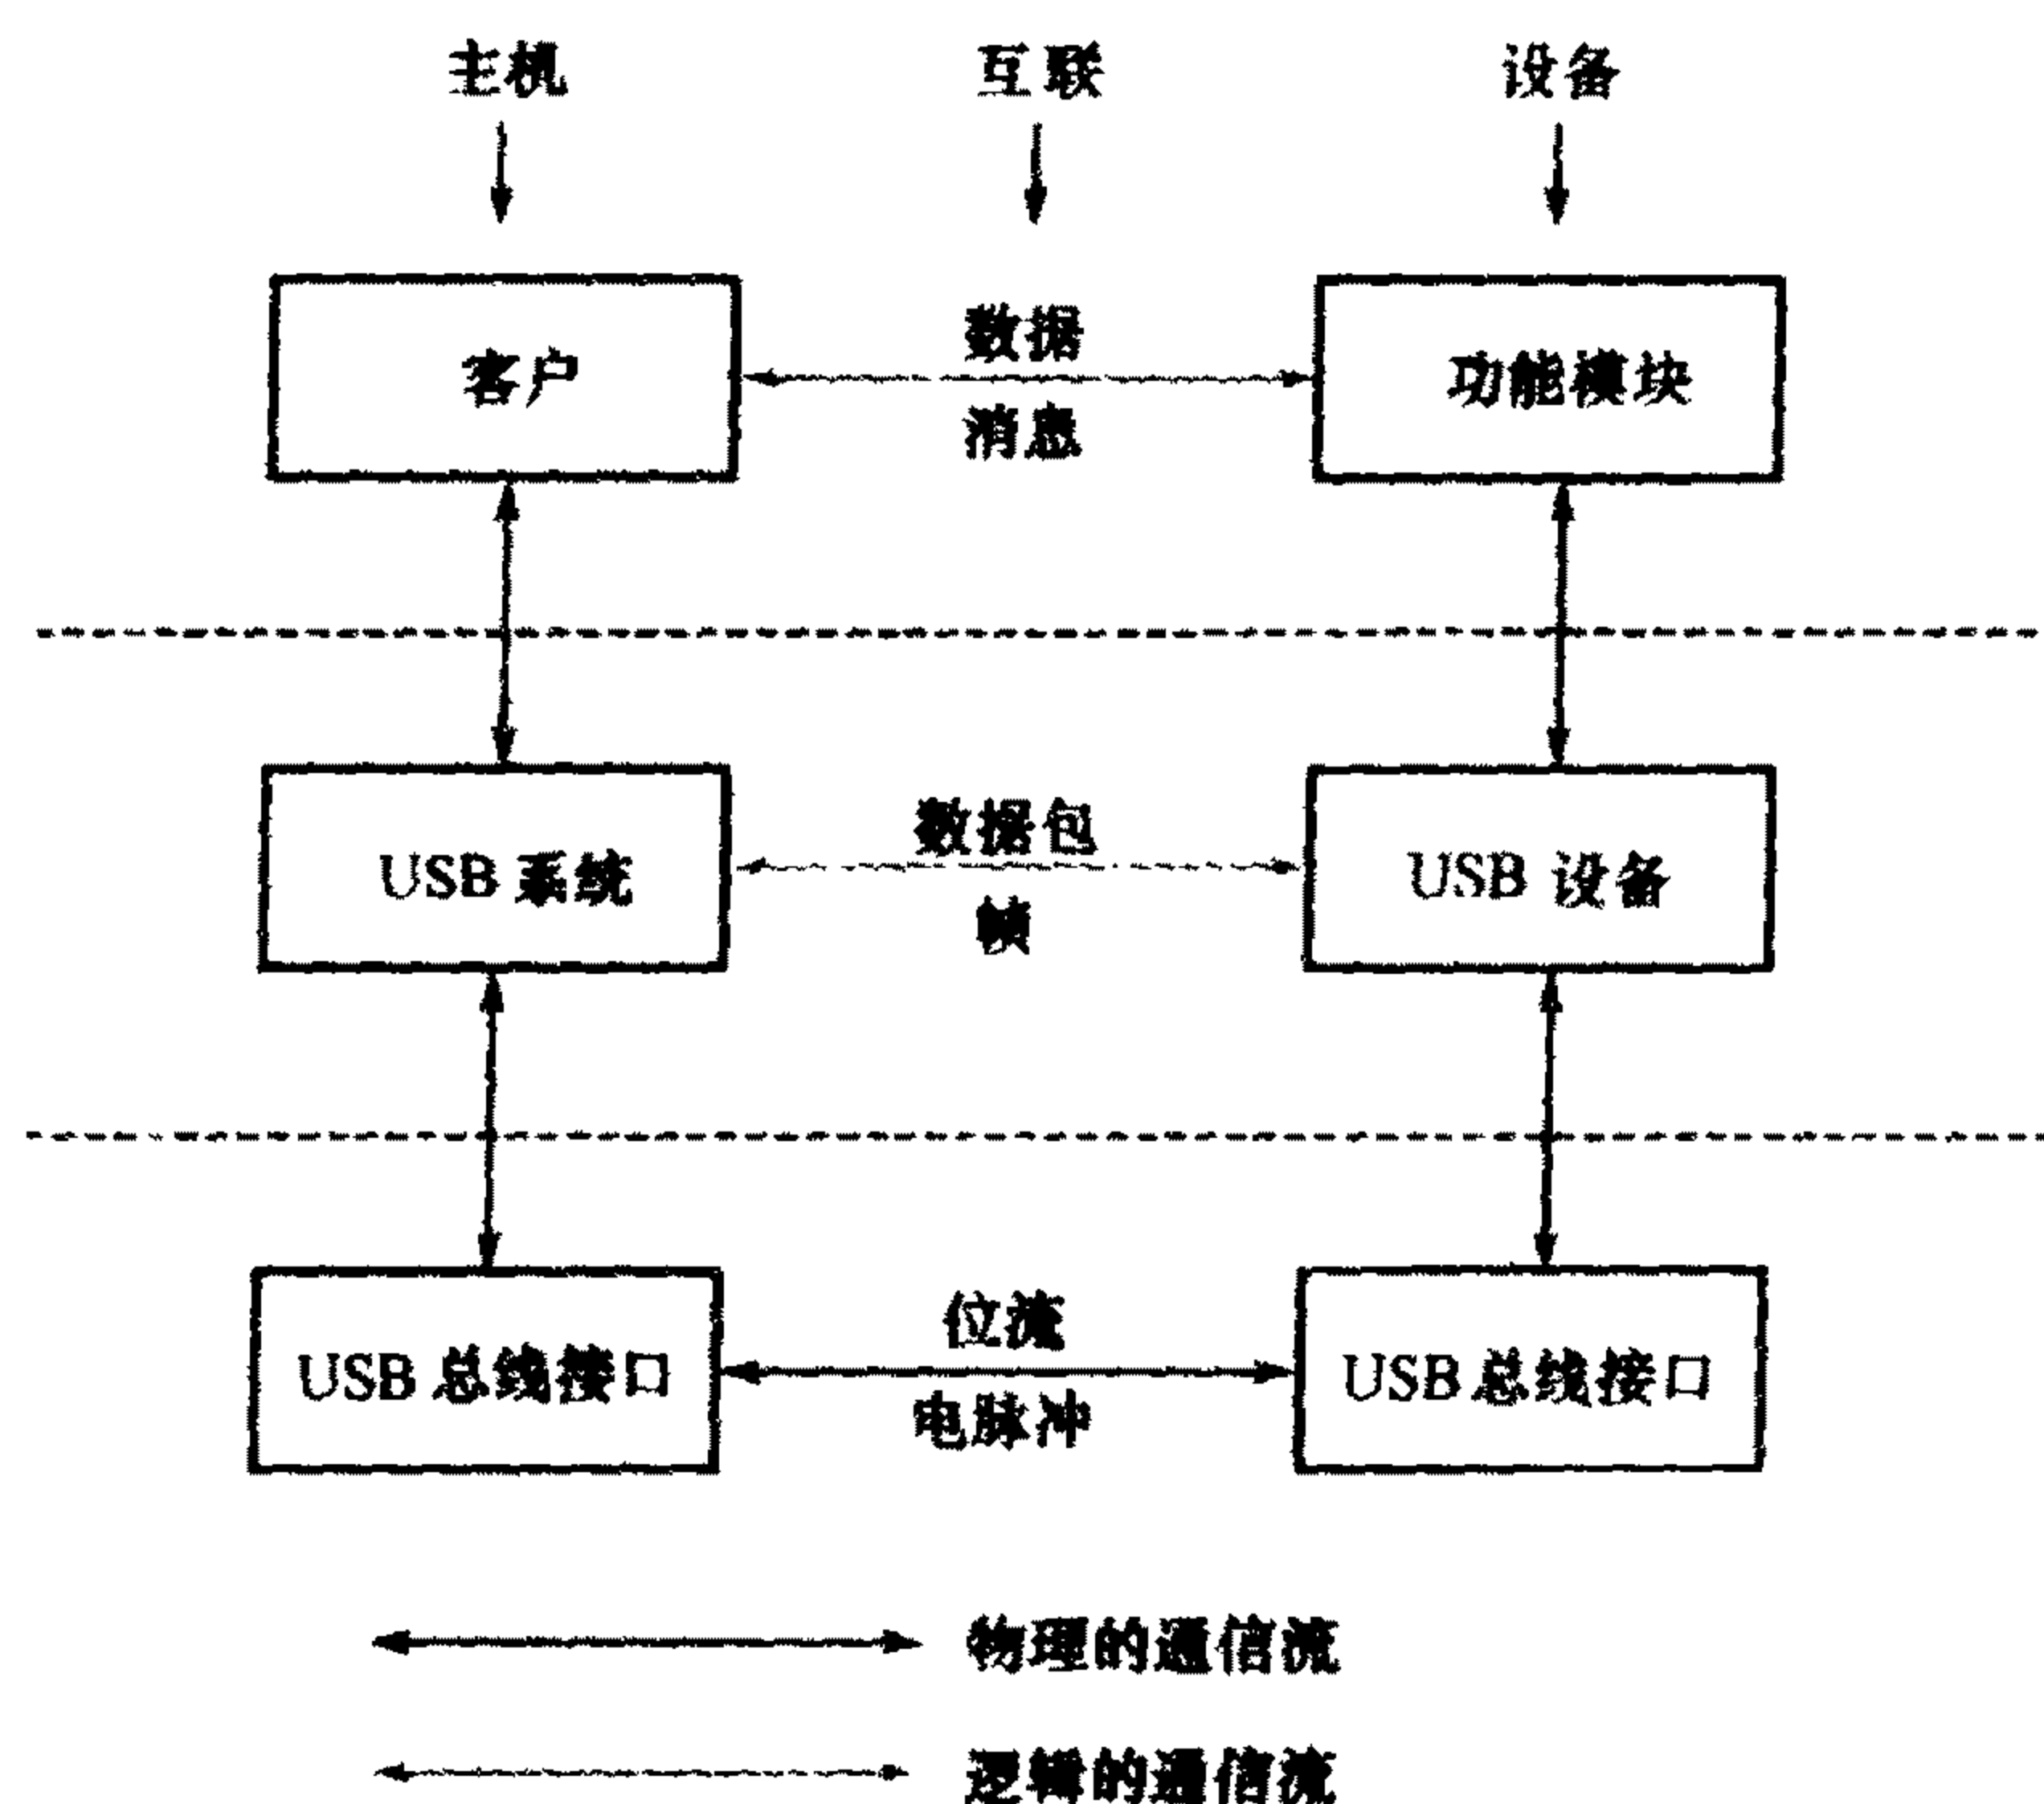 主机 互联 设备
数据
客户 功能模块
消息
数据包
USB 系统 USB 设备
帧
位流
USB 总线接口 USB 总线接口
电脉冲
物理的通信流
逻辑的通信流